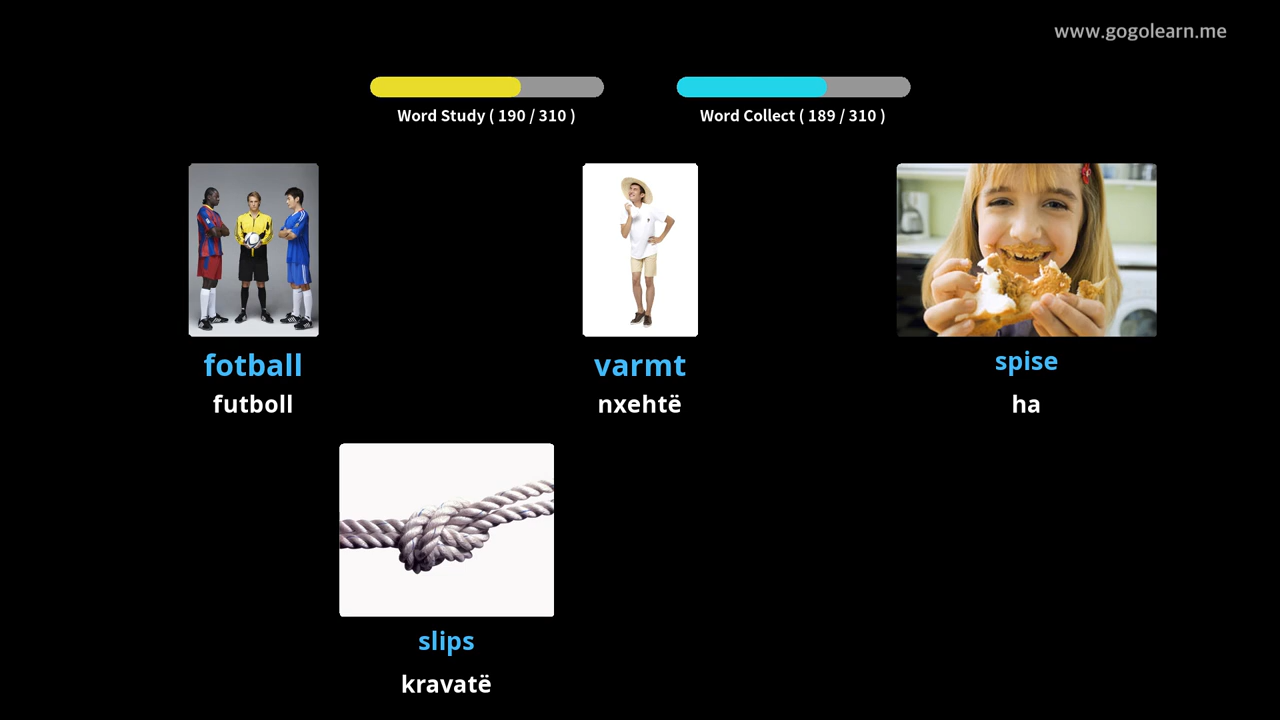 www.gogolearn.me
Word Study ( 190 / 310 )
Word Collect ( 189 / 310 )
fotball
futboll
varmt
nxehtë
spise
ha
slips
kravatë